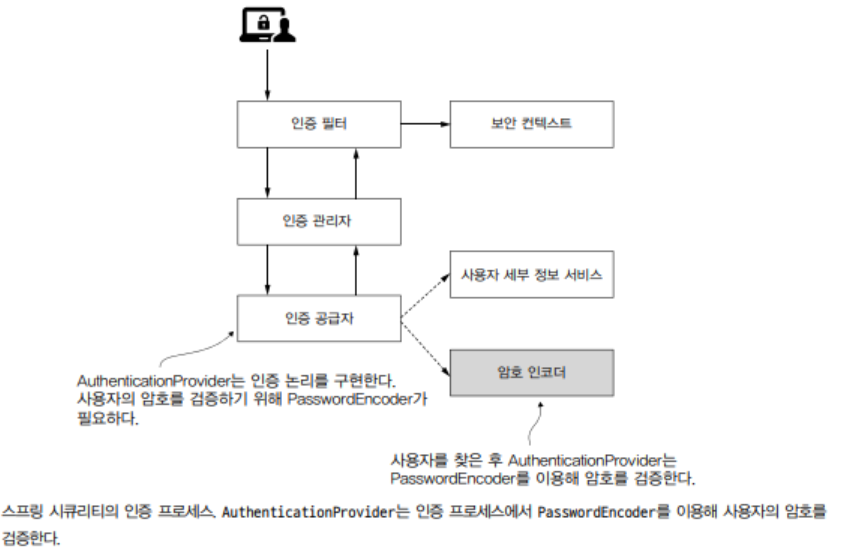 인증 필터
보안 컨텍스트
인증 관리자
사용자 세부 정보 서비스
인증 공급자
암호 인코더
AuthenticationProvider는 인증 논리를 구현한다.
사용자의 암호를 검증하기 위해 PasswordEncoder가
필요하다.
사용자를 찾은 후 AuthenticationProvider는
PasswordEncoder를 이용해 암호를 검증한다.
스프링 시큐리티의 인증 프로세스. AuthenticationProvider는 인증 프로세스에서 PasswordEncoder를 이용해 사용자의 암호를
검증한다.